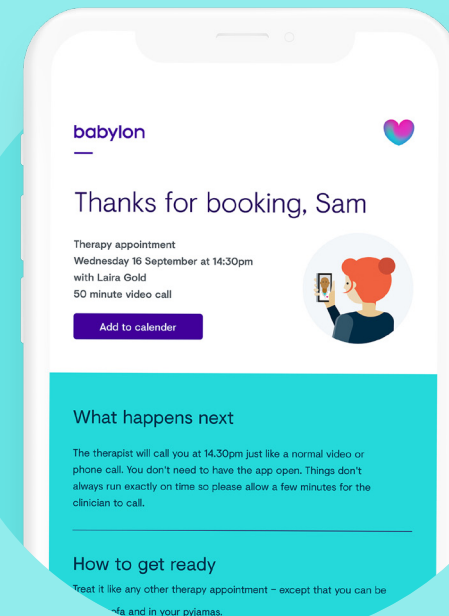 babylon
Thanks for booking, Sam
Therapy appointment
Wednesday 16 September at 14:30pm
with Laira Gold
50 minute video call
Add to calender
What happens next
The therapist will call you at 14.30pm just like a normal video or
phone call. You don't need to have the app open. Things don't
always run exactly on time so please allow a few minutes for the
clinician to call.
How to get ready
Treat it like any other therapy appointment – except that you can be
and in your pyjamas.